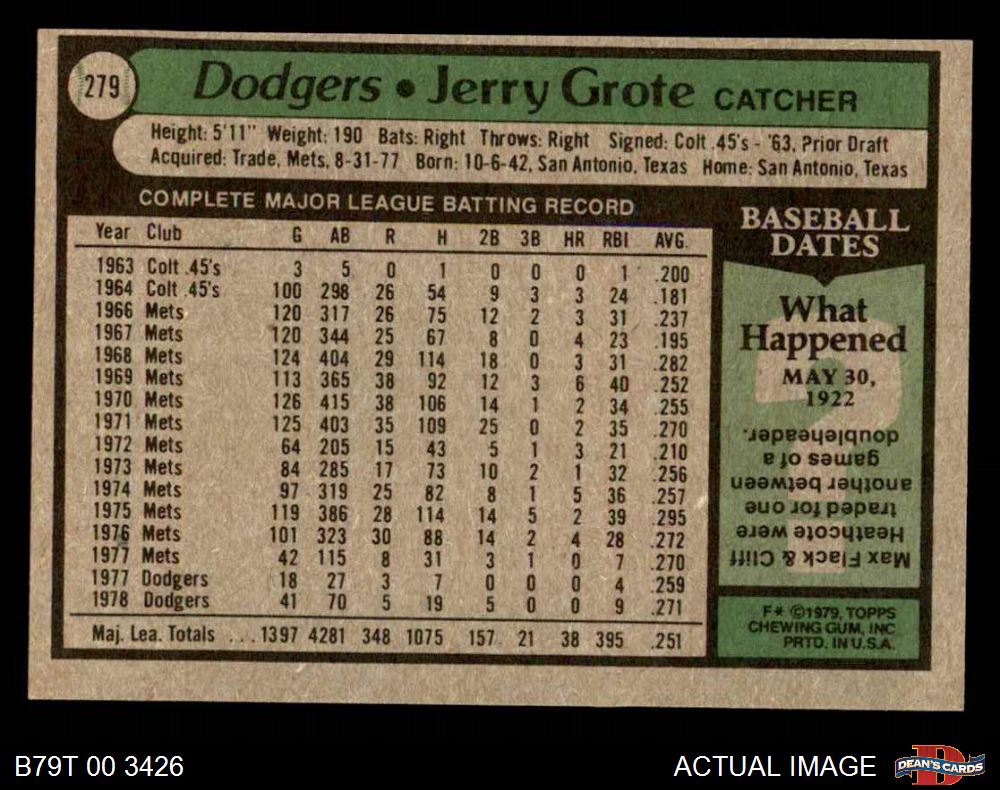 279
Dodgers • Jerry Grote CATCHER
Height: 5'11" Weight: 190 Bats: Right Throws: Right Signed: Colt .45's - '63, Prior Draft
Acquired: Trade, Mets, 8-31-77 Born: 10-6-42, San Antonio, Texas Home: San Antonio, Texas
COMPLETE MAJOR LEAGUE BATTING RECORD
Year Club G AB R H 2B 3B HR RBI AVG.
1963 Colt .45's 3 5 0 1 0 0 0 1 .200
1964 Colt .45's 100 298 26 54 9 3 3 24 .181
1966 Mets 120 317 26 75 12 2 3 31 .237
1967 Mets 120 344 25 67 8 0 4 23 .195
1968 Mets 124 404 29 114 18 0 3 31 .282
1969 Mets 113 365 38 92 12 3 6 40 .252
1970 Mets 126 415 38 106 14 1 2 34 .255
1971 Mets 125 403 35 109 25 0 2 35 .270
1972 Mets 64 205 15 43 5 1 3 21 .210
1973 Mets 84 285 17 73 10 2 1 32 .256
1974 Mets 97 319 25 82 8 1 5 36 .257
1975 Mets 119 386 28 114 14 5 2 39 .295
1976 Mets 101 323 30 88 14 2 4 28 .272
1977 Mets 42 115 8 31 3 1 0 7 .270
1977 Dodgers 18 27 3 7 0 0 0 4 .259
1978 Dodgers 41 70 5 19 5 0 0 9 .271
Maj. Lea. Totals ... 1397 4281 348 1075 157 21 38 395 .251
BASEBALL
DATES
What
Happened
MAY 30,
1922
?
Max Flack & Cliff
Heathcote were
traded for one
another between
games of a
doubleheader.
F* ©1979, TOPPS
CHEWING GUM, INC
PRTD. IN U.S.A.
B79T 00 3426
ACTUAL IMAGE
D
DEAN'S CARDS